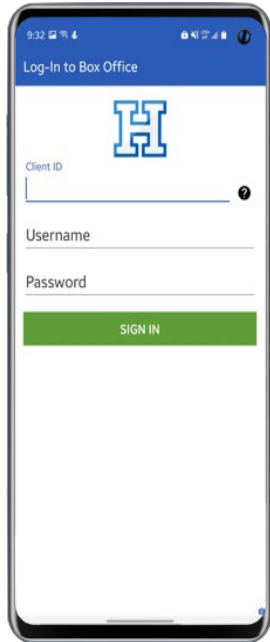 9:32
Log-In to Box Office
H
Client ID
Username
Password
SIGN IN